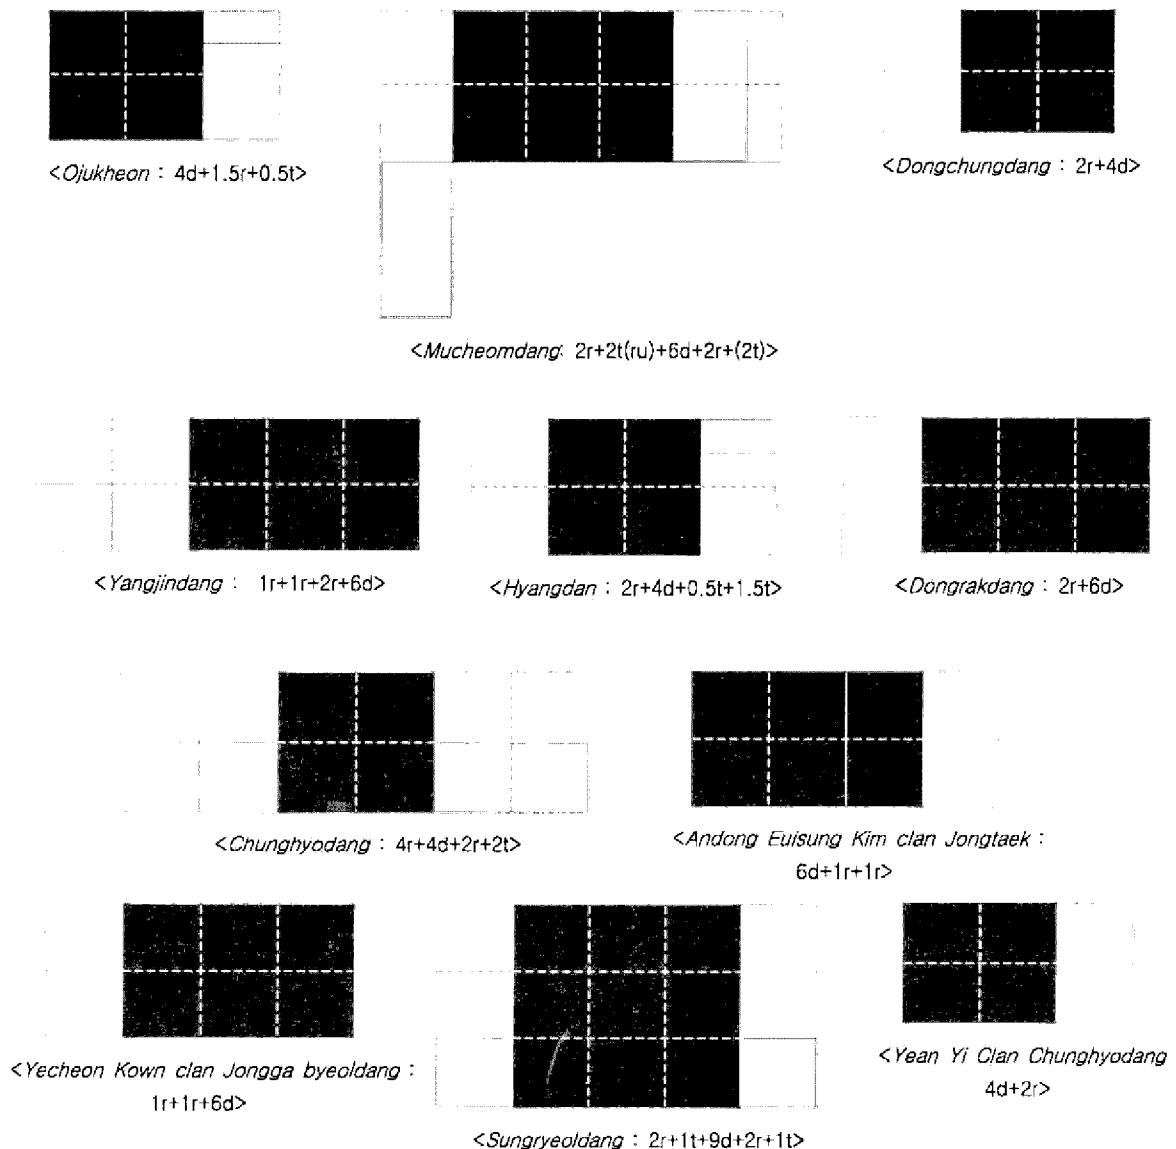 <Ojukheon : 4d+1.5r+0.5t>
<Dongchungdang : 2r+4d>
<Mucheomdang: 2r+2t(ru)+6d+2r+(2t)>
<Yangjindang : 1r+1r+2r+6d>
<Hyangdan : 2r+4d+0.5t+1.5t>
<Dongrakdang : 2r+6d>
<Chunghyodang : 4r+4d+2r+2t>
<Andong Euisung Kim clan Jongtaek :
6d+1r+1r>
<Yecheon Kown clan Jongga byeoldang :
1r+1r+6d>
<Yean Yi Clan Chunghyodang
4d+2r>
<Sungryeoldang : 2r+1t+9d+2r+1t>